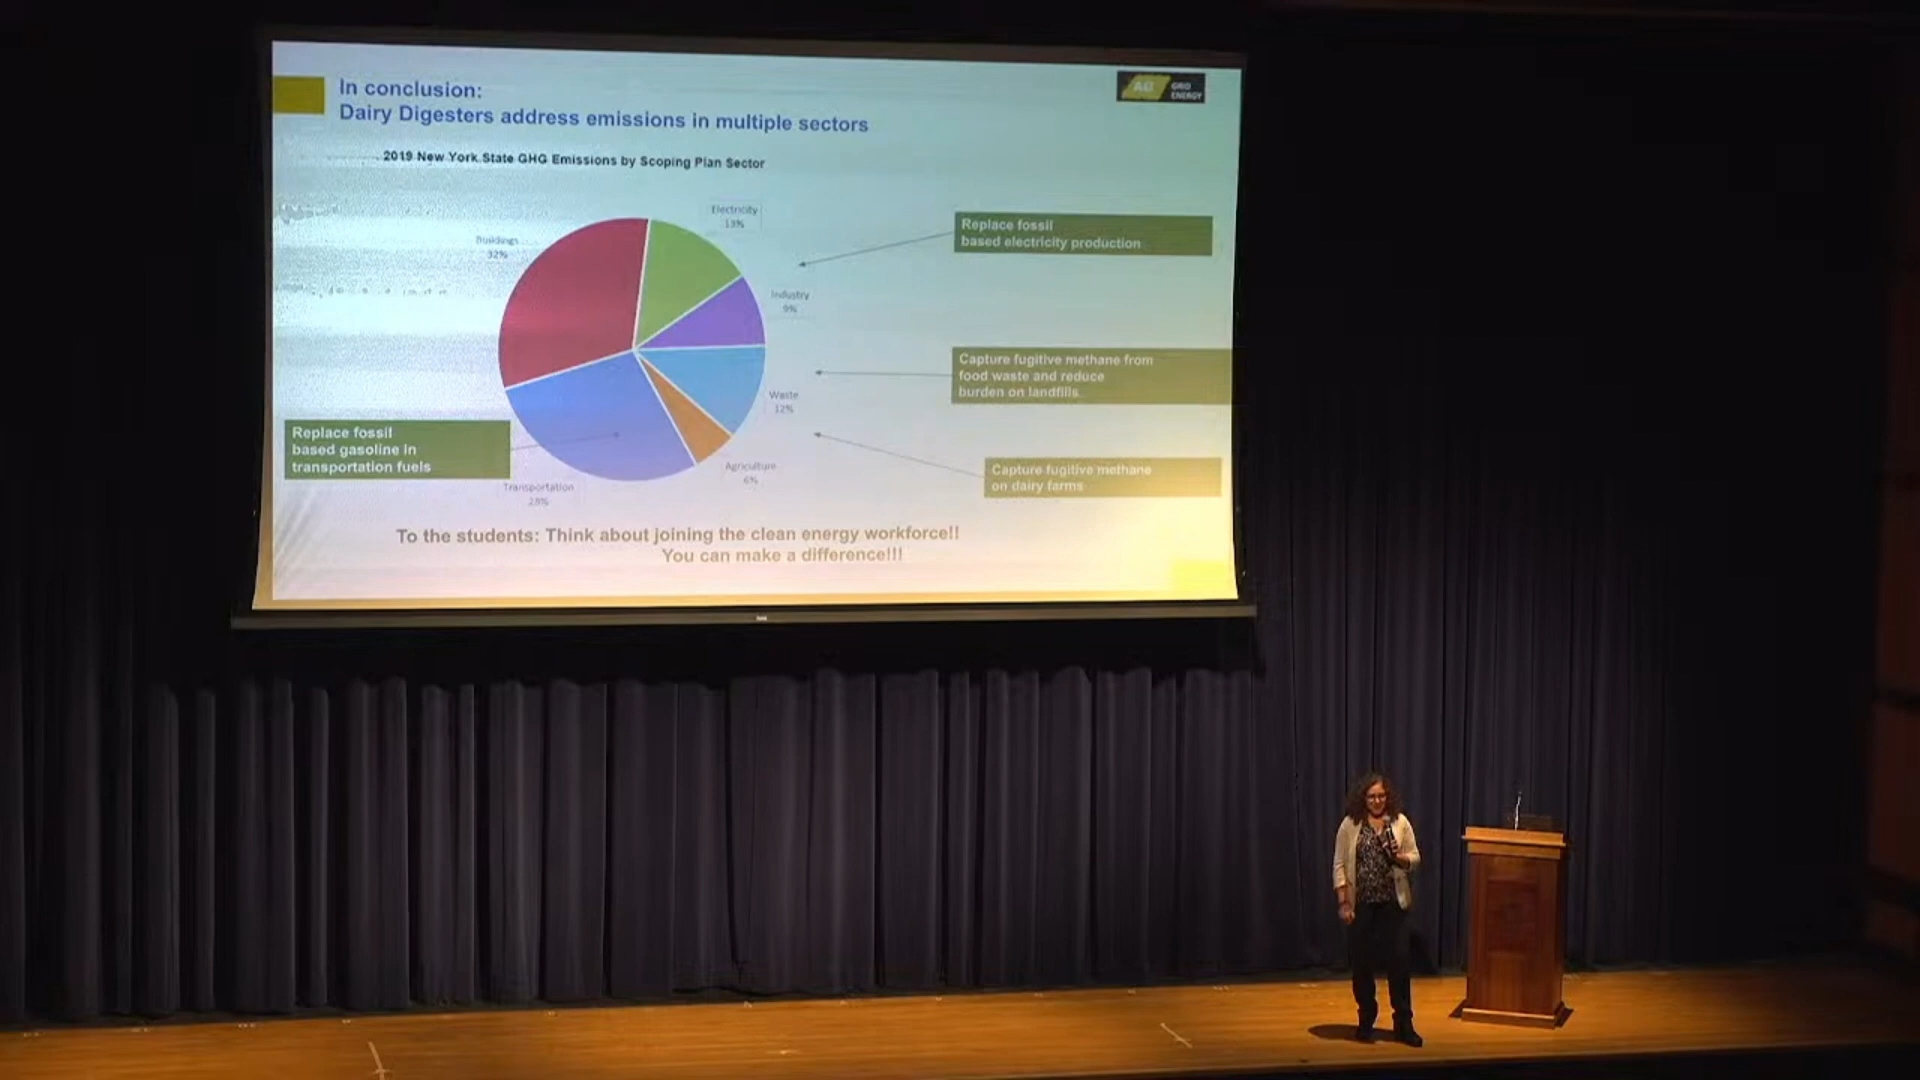 In conclusion:
Dairy Digesters address emissions in multiple sectors
AG
GRID
ENERGY
2019 New York State GHG Emissions by Scoping Plan Sector
Electricity
13%
Buildings
32%
Replace fossil
based electricity production
Industry
9%
Capture fugitive methane from
food waste and reduce
burden on landfills
Waste
12%
Replace fossil
based gasoline in
transportation fuels
Agriculture
6%
Capture fugitive methane
on dairy farms
Transportation
28%
To the students: Think about joining the clean energy workforce!!
You can make a difference!!!